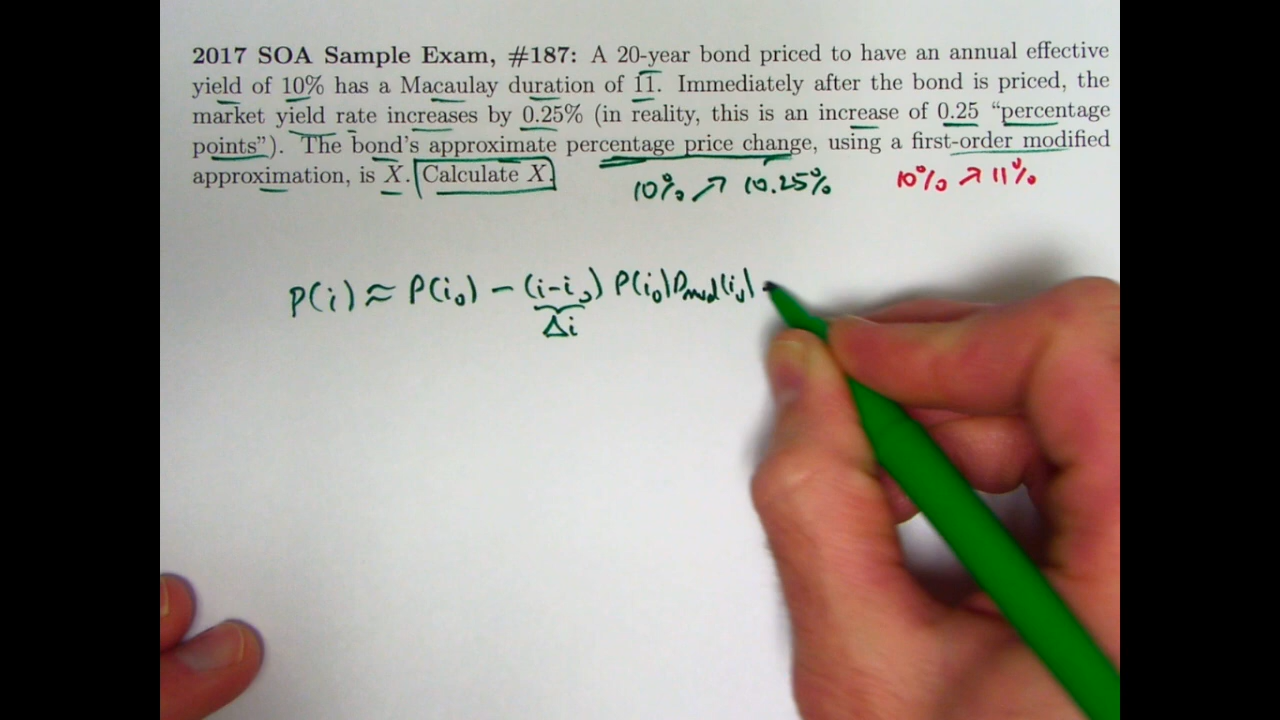 2017 SOA Sample Exam, #187: A 20-year bond priced to have an annual effective
yield of 10% has a Macaulay duration of 11. Immediately after the bond is priced, the
market yield rate increases by 0.25% (in reality, this is an increase of 0.25 “percentage
points”). The bond’s approximate percentage price change, using a first-order modified
approximation, is X. Calculate X.
10% ↗ 10.25% 10% ↗ 11%
P(i) ≈ P(i₀) − (i−i₀) P(i₀)Dmod(i₀)
Δi